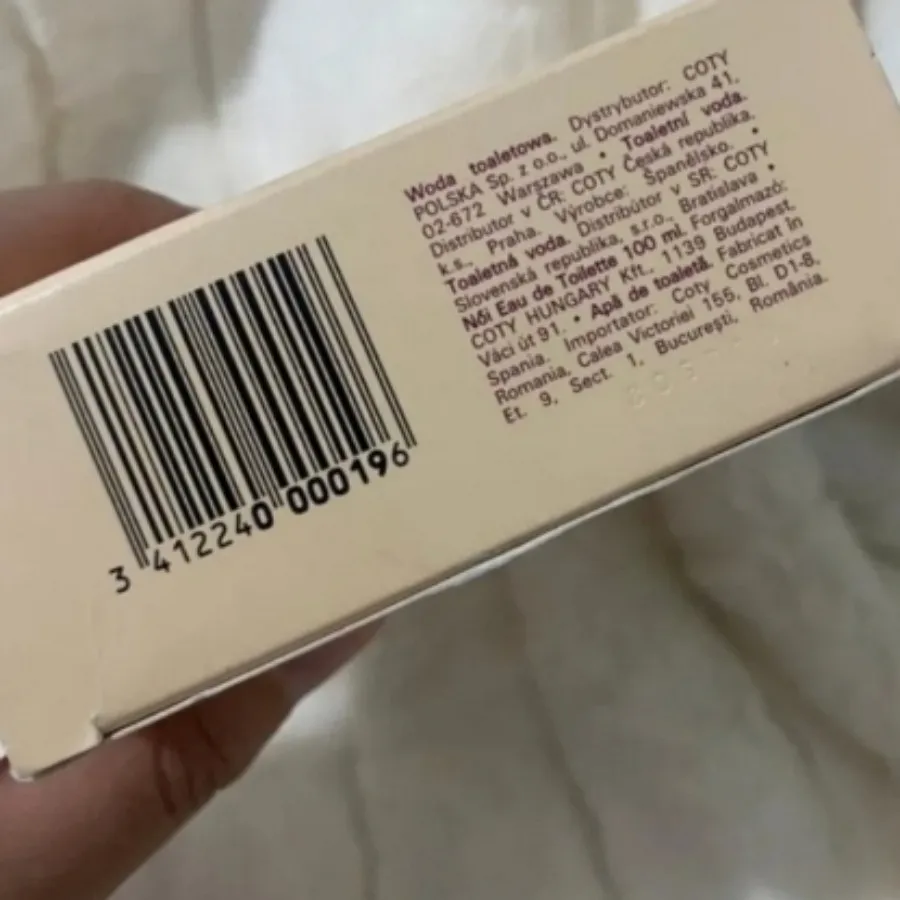 3 412240 000196
Woda toaletowa. Dystrybutor: COTY
POLSKA Sp. z o.o., ul. Domaniewska 41,
02-672 Warszawa • Toaletní voda.
Distributor v ČR: COTY Česká republika,
k.s., Praha. Výrobce: Španělsko. •
Toaletná voda. Distribútor v SR: COTY
Slovenská republika, s.r.o., Bratislava •
Női Eau de Toilette 100 ml. Forgalmazó:
COTY HUNGARY Kft., 1139 Budapest,
Váci út 91. • Apă de toaletă. Fabricat în
Spania. Importator: Coty Cosmetics
Romania, Calea Victoriei 155, Bl. D1-8,
Et. 9, Sect. 1, Bucureşti, România.